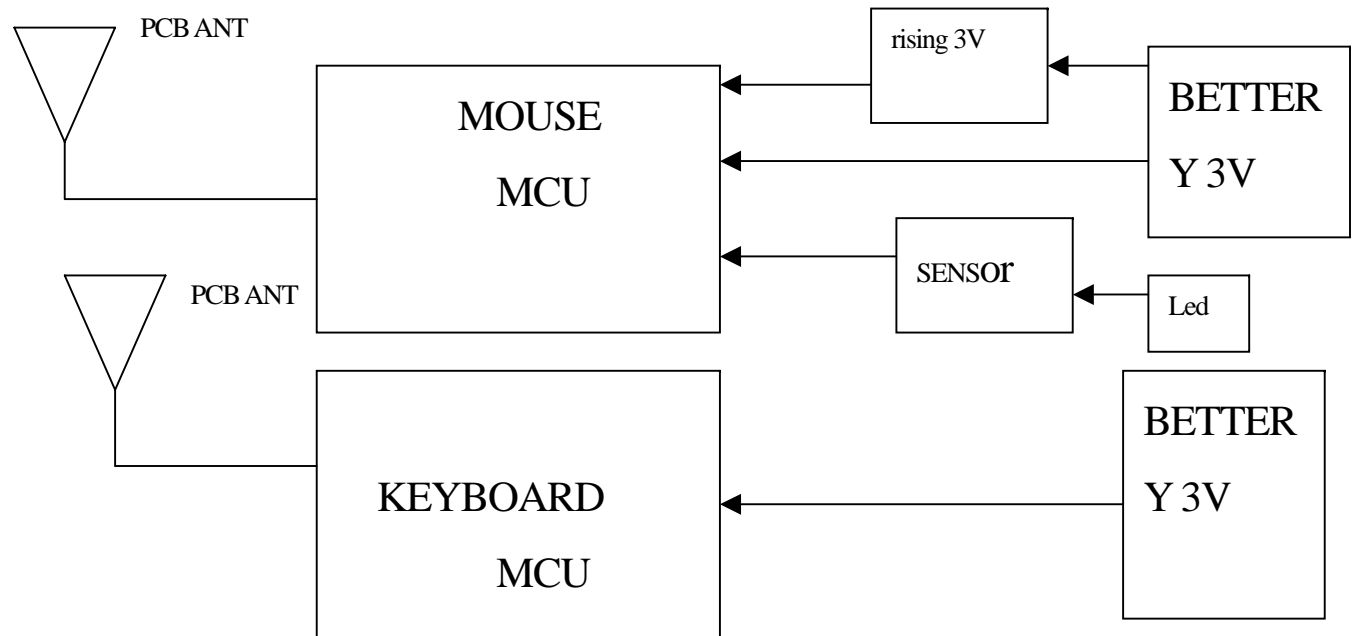 PCB ANT
rising 3V
MOUSE
MCU
BETTER
Y 3V
SENSor
Led
PCB ANT
KEYBOARD
MCU
BETTER
Y 3V